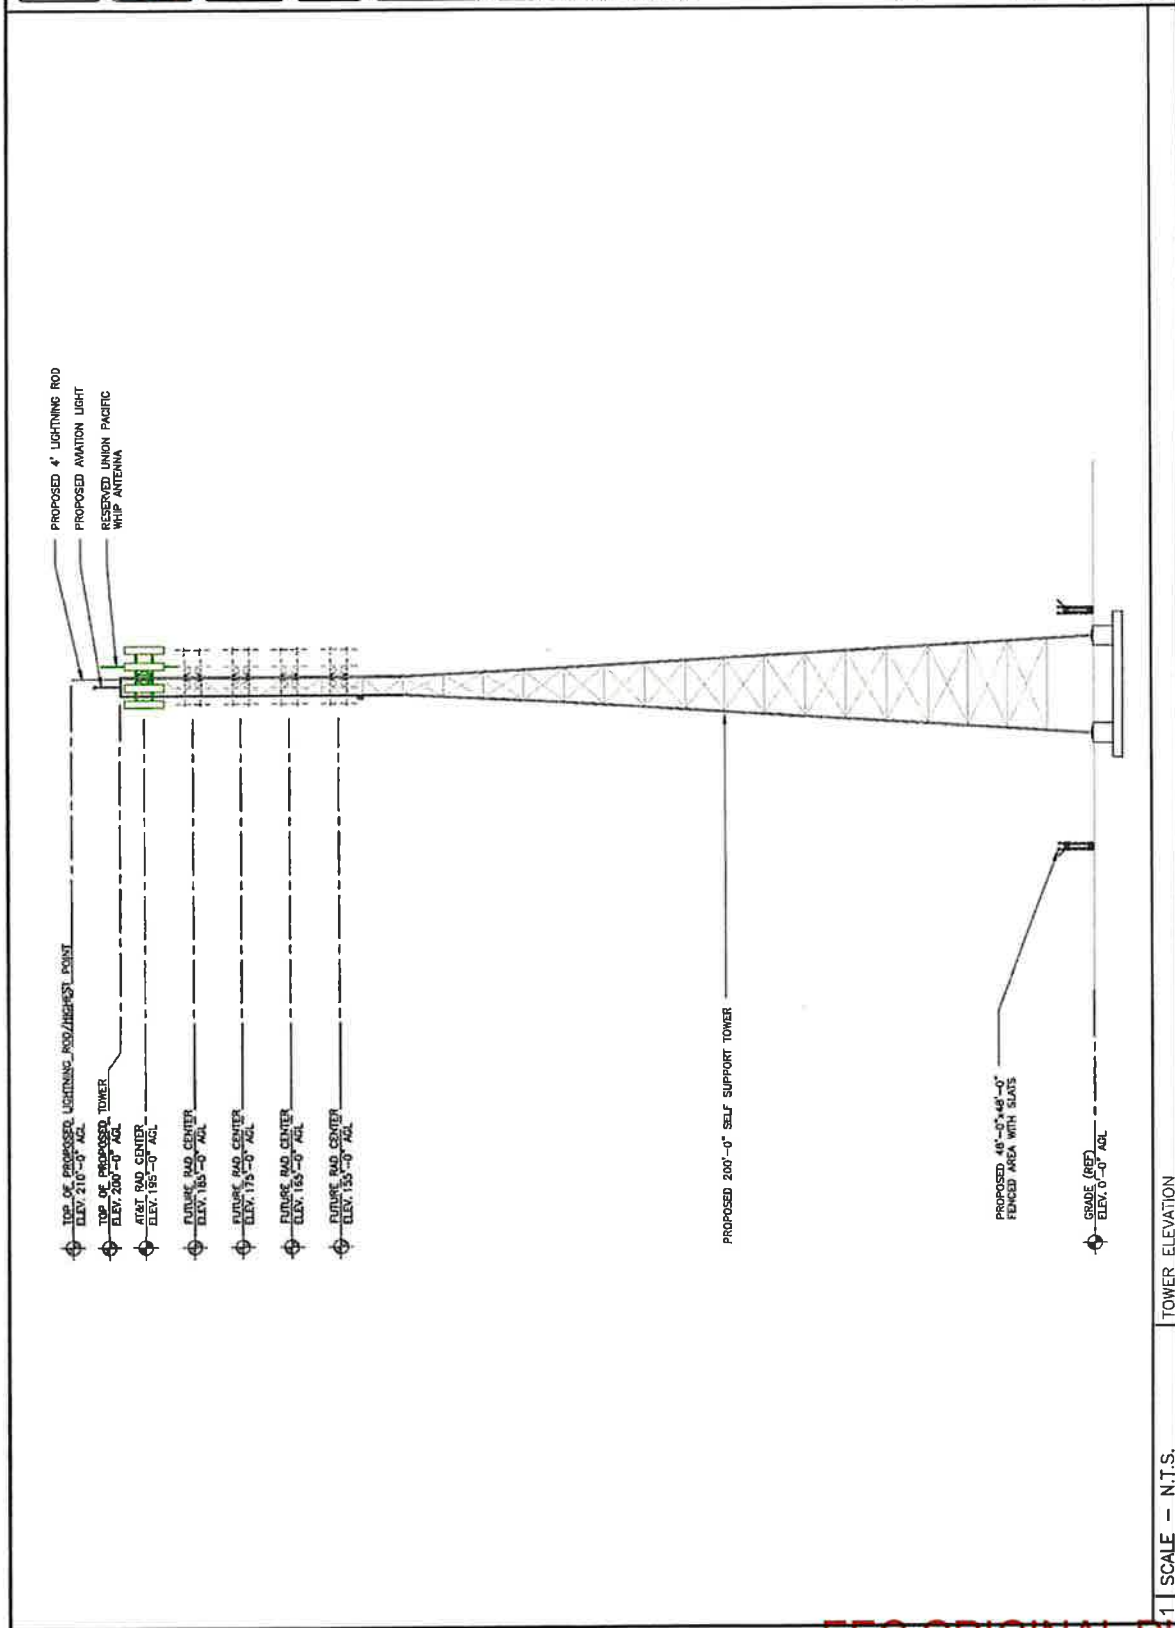 PROPOSED 4' LIGHTNING ROD
PROPOSED AVIATION LIGHT
RESERVED UNION PACIFIC
WHIP ANTENNA
TOP OF PROPOSED LIGHTNING ROD/HIGHEST POINT
ELEV. 210'-0" AGL
TOP OF PROPOSED TOWER
ELEV. 200'-0" AGL
AT&T RAD CENTER
ELEV. 195'-0" AGL
FUTURE RAD CENTER
ELEV. 185'-0" AGL
FUTURE RAD CENTER
ELEV. 175'-0" AGL
FUTURE RAD CENTER
ELEV. 165'-0" AGL
FUTURE RAD CENTER
ELEV. 155'-0" AGL
PROPOSED 200'-0" SELF SUPPORT TOWER
PROPOSED 48'-0"x48'-0"
FENCED AREA WITH SLATS
GRADE (REF)
ELEV. 0'-0" AGL
TOWER ELEVATION
1 SCALE - N.T.S.